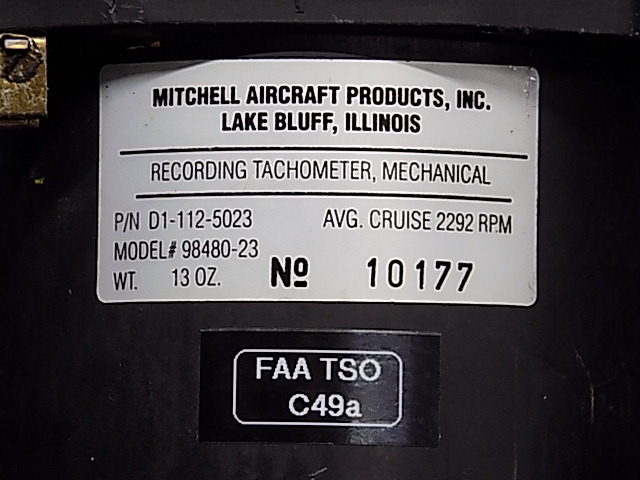 MITCHELL AIRCRAFT PRODUCTS, INC.
LAKE BLUFF, ILLINOIS
RECORDING TACHOMETER, MECHANICAL
P/N D1-112-5023 AVG. CRUISE 2292 RPM
MODEL# 98480-23
WT. 13 OZ. Nº 10177
FAA TSO
C49a